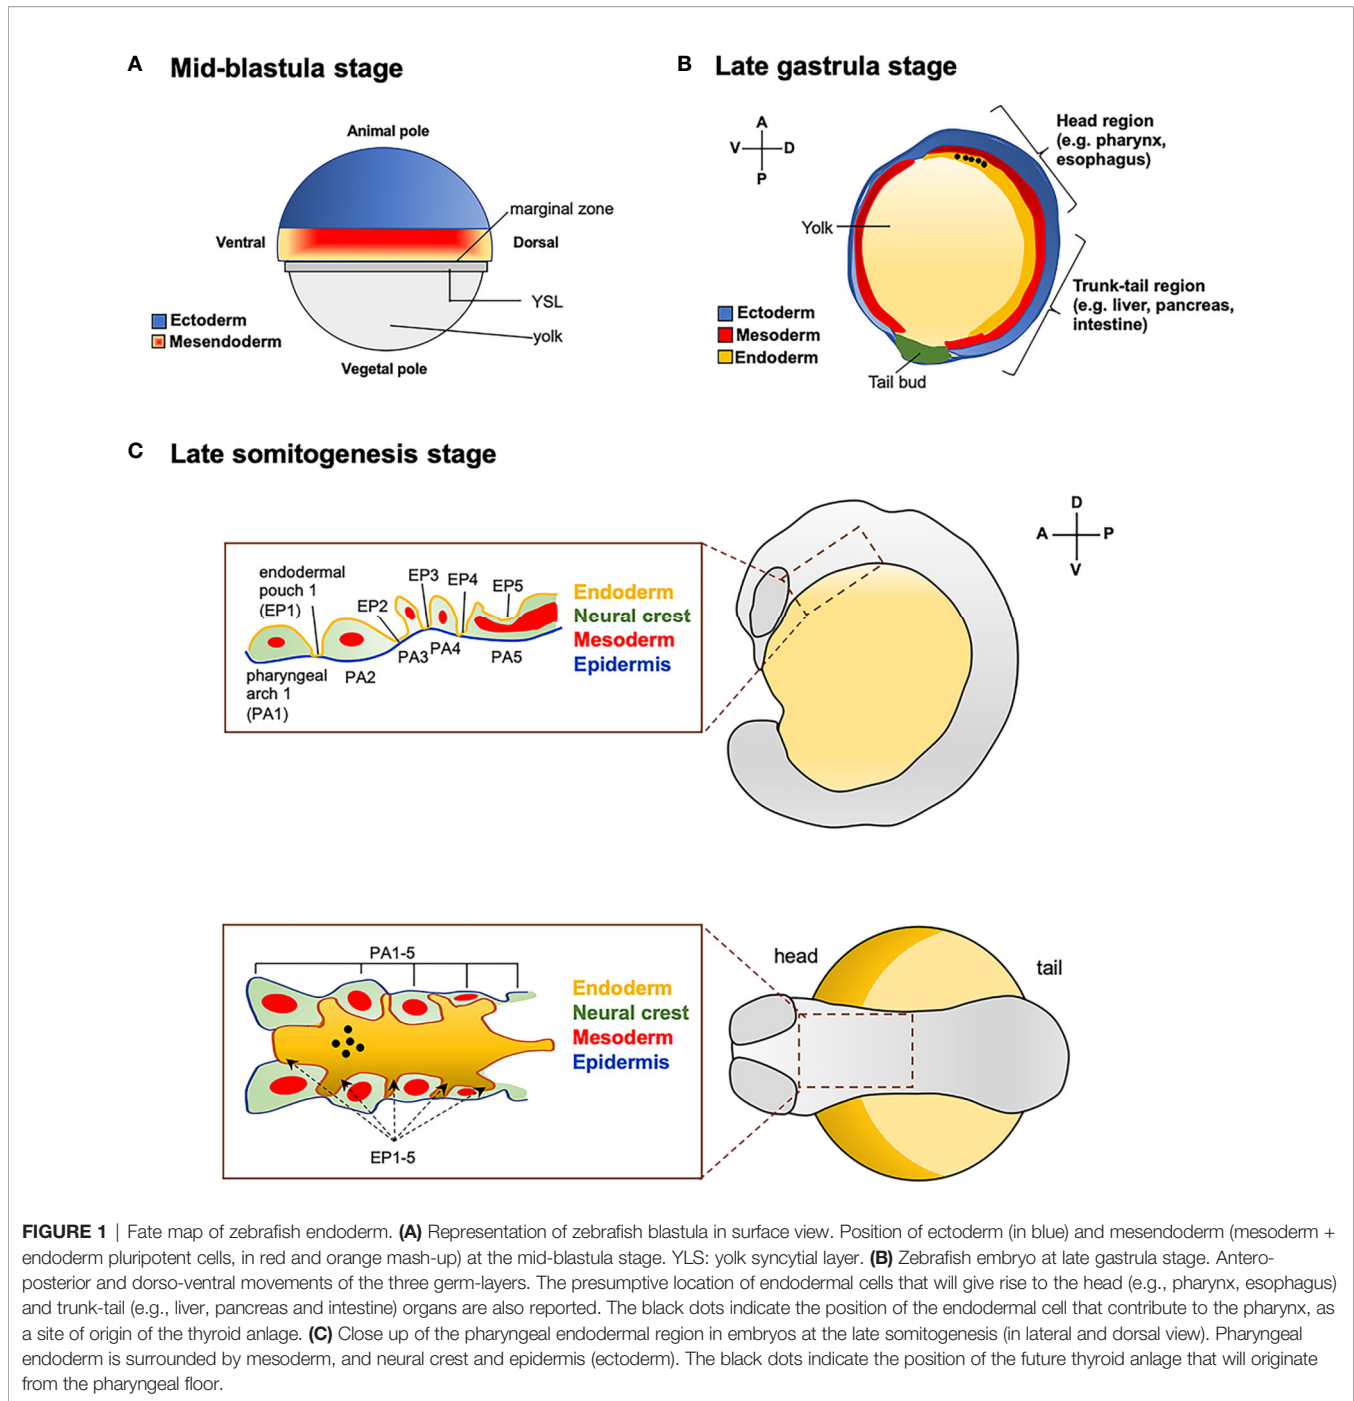 A Mid-blastula stage
Animal pole
marginal zone
Ventral
Dorsal
YSL
yolk
Ectoderm
Mesendoderm
Vegetal pole
B Late gastrula stage
A
V D
P
Head region
(e.g. pharynx,
esophagus)
Yolk
Trunk-tail region
(e.g. liver, pancreas,
intestine)
Ectoderm
Mesoderm
Endoderm
Tail bud
C Late somitogenesis stage
D
A P
V
endodermal
pouch 1
(EP1)
EP2
EP3
EP4
EP5
PA3
PA4
PA5
pharyngeal
arch 1
(PA1)
PA2
Endoderm
Neural crest
Mesoderm
Epidermis
PA1-5
EP1-5
Endoderm
Neural crest
Mesoderm
Epidermis
head
tail
FIGURE 1 | Fate map of zebrafish endoderm. (A) Representation of zebrafish blastula in surface view. Position of ectoderm (in blue) and mesendoderm (mesoderm +
endoderm pluripotent cells, in red and orange mash-up) at the mid-blastula stage. YLS: yolk syncytial layer. (B) Zebrafish embryo at late gastrula stage. Antero-
posterior and dorso-ventral movements of the three germ-layers. The presumptive location of endodermal cells that will give rise to the head (e.g., pharynx, esophagus)
and trunk-tail (e.g., liver, pancreas and intestine) organs are also reported. The black dots indicate the position of the endodermal cell that contribute to the pharynx, as
a site of origin of the thyroid anlage. (C) Close up of the pharyngeal endodermal region in embryos at the late somitogenesis (in lateral and dorsal view). Pharyngeal
endoderm is surrounded by mesoderm, and neural crest and epidermis (ectoderm). The black dots indicate the position of the future thyroid anlage that will originate
from the pharyngeal floor.